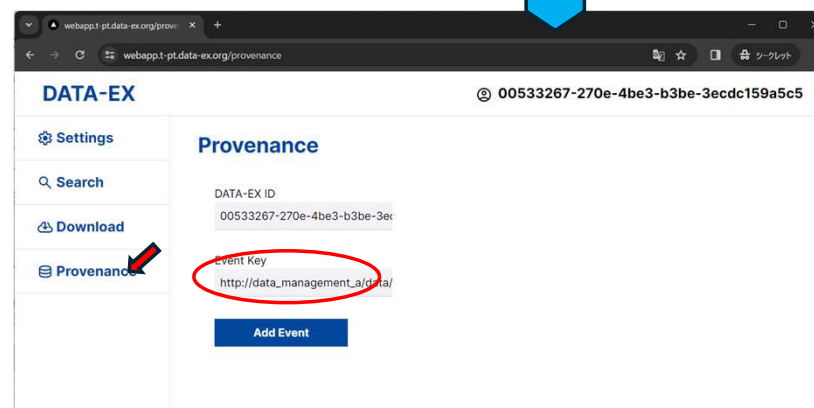 webapp.t-pt.data-ex.org/prove
webapp.t-pt.data-ex.org/provenance
シークレット
DATA-EX
00533267-270e-4be3-b3be-3ecdc159a5c5
Settings
Search
Download
Provenance
Provenance
DATA-EX ID
00533267-270e-4be3-b3be-3ec
Event Key
http://data_management_a/data/
Add Event